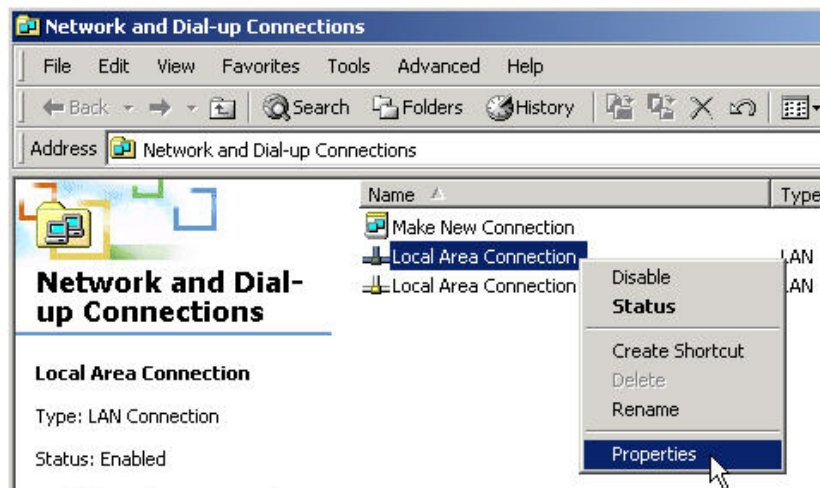 Network and Dial-up Connections
File Edit View Favorites Tools Advanced Help
Back Search Folders History
Address Network and Dial-up Connections
Name Type
Make New Connection
Local Area Connection LAN
Local Area Connection LAN
Network and Dial-
up Connections
Local Area Connection
Type: LAN Connection
Status: Enabled
Disable
Status
Create Shortcut
Delete
Rename
Properties